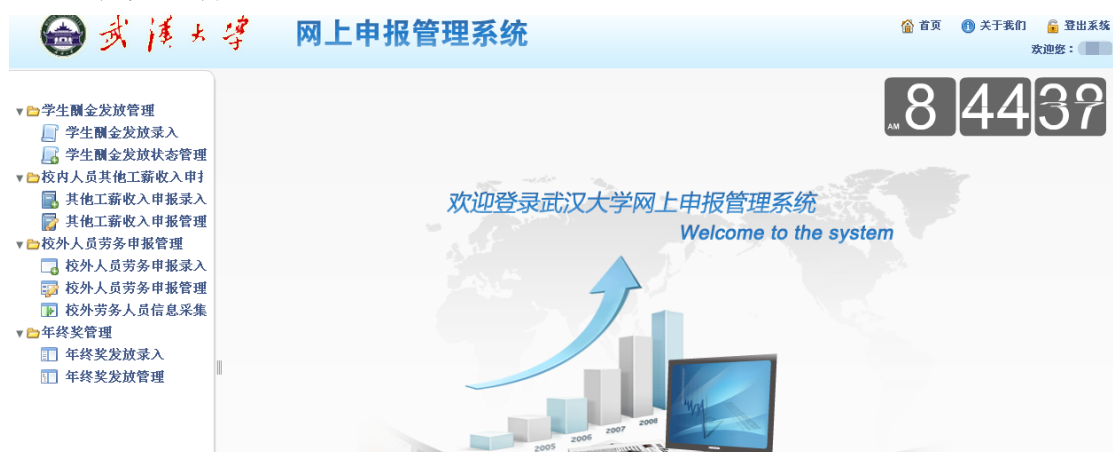 武汉大学 网上申报管理系统
首页 关于我们 登出系统
欢迎您：
学生酬金发放管理
学生酬金发放录入
学生酬金发放状态管理
校内人员其他工薪收入申
其他工薪收入申报录入
其他工薪收入申报管理
校外人员劳务申报管理
校外人员劳务申报录入
校外人员劳务申报管理
校外劳务人员信息采集
年终奖管理
年终奖发放录入
年终奖发放管理
AM 8 44
欢迎登录武汉大学网上申报管理系统
Welcome to the system
2005 2006 2007 2008